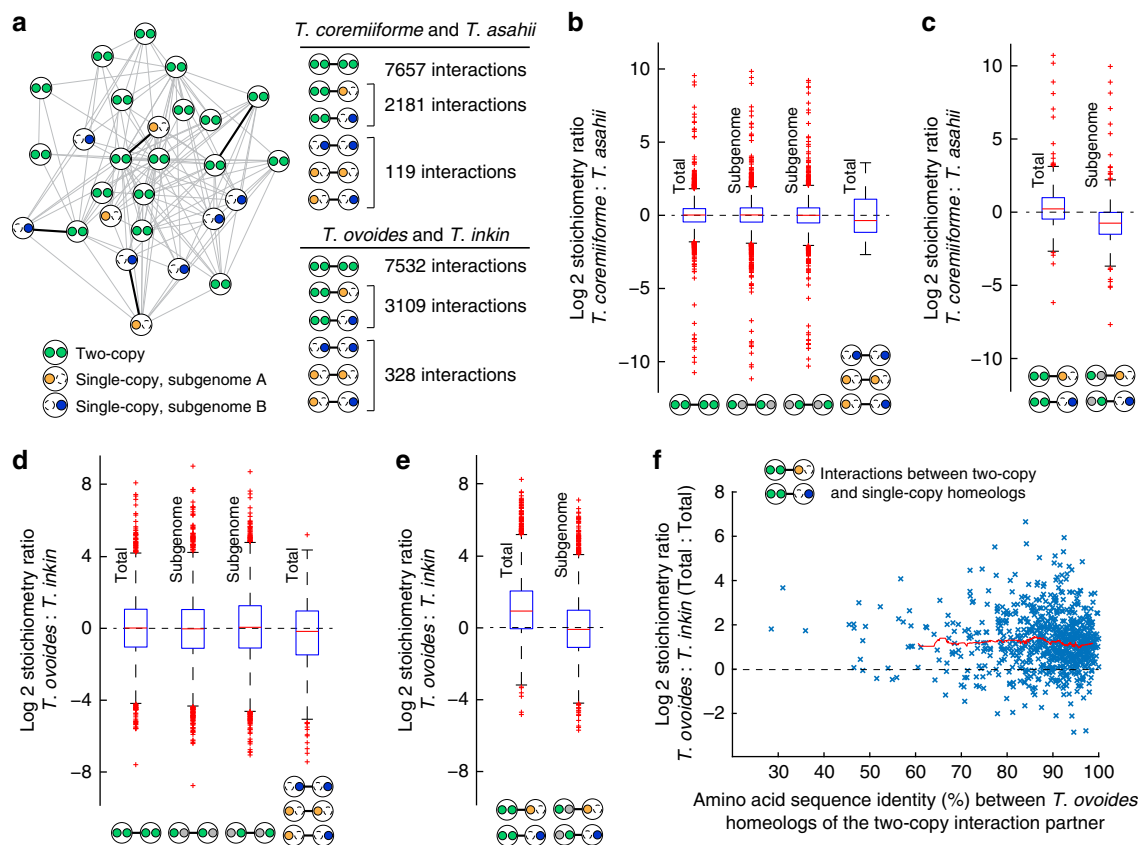 a
T. coremiiforme and T. asahii
7657 interactions
2181 interactions
119 interactions
T. ovoides and T. inkin
7532 interactions
3109 interactions
328 interactions
Two-copy
Single-copy, subgenome A
Single-copy, subgenome B
b
Log 2 stoichiometry ratio
T. coremiiforme : T. asahii
10
5
0
−5
−10
Total
Subgenome
Subgenome
Total
c
Log 2 stoichiometry ratio
T. coremiiforme : T. asahii
10
5
0
−5
−10
Total
Subgenome
d
Log 2 stoichiometry ratio
T. ovoides : T. inkin
8
4
0
−4
−8
Total
Subgenome
Subgenome
Total
e
Log 2 stoichiometry ratio
T. ovoides : T. inkin
8
4
0
−4
−8
Total
Subgenome
f
Interactions between two-copy
and single-copy homeologs
Log 2 stoichiometry ratio
T. ovoides : T. inkin (Total : Total)
8
6
4
2
0
−2
30 40 50 60 70 80 90 100
Amino acid sequence identity (%) between T. ovoides
homeologs of the two-copy interaction partner